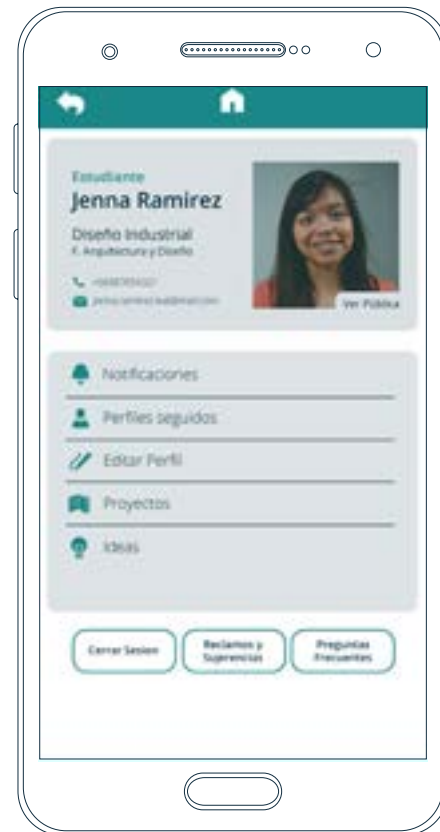 Estudiante
Jenna Ramirez
Diseño Industrial
F. Arquitectura y Diseño
Ver Pública
Notificaciones
Perfiles seguidos
Editar Perfil
Proyectos
Ideas
Cerrar Sesion
Reclamos y
Sugerencias
Preguntas
Frecuentes